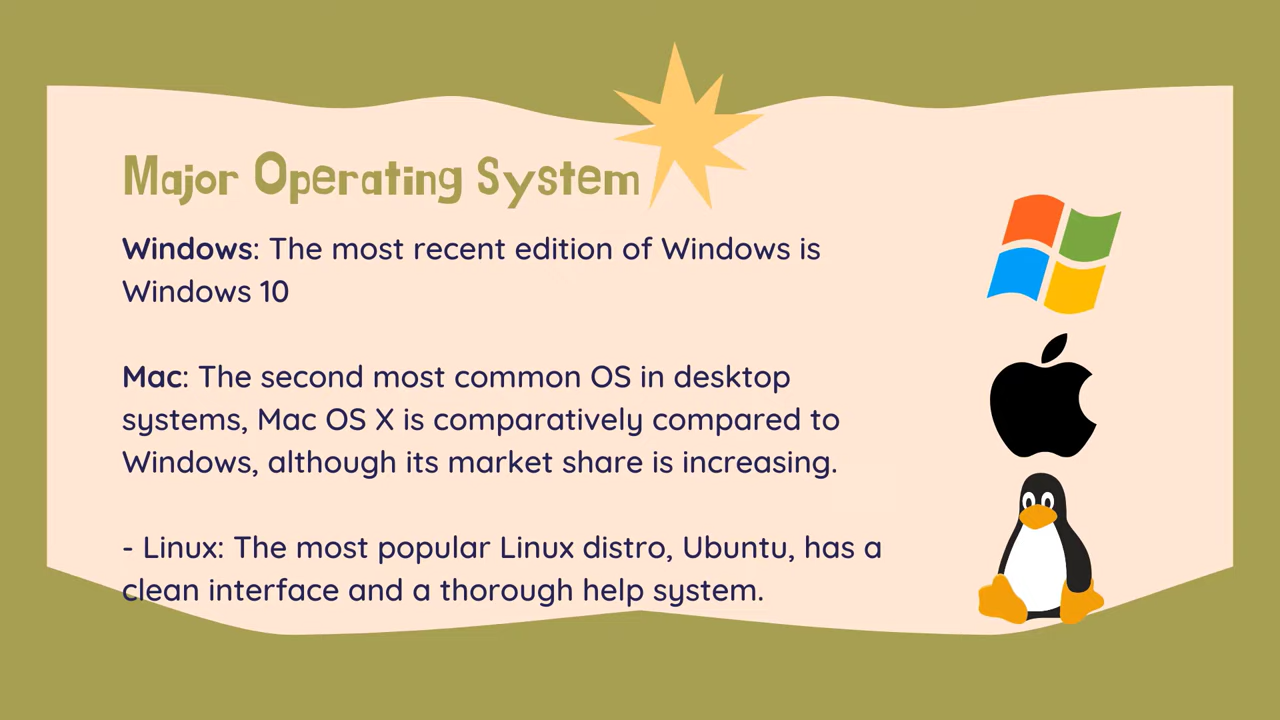 Major Operating System
Windows: The most recent edition of Windows is
Windows 10
Mac: The second most common OS in desktop
systems, Mac OS X is comparatively compared to
Windows, although its market share is increasing.
- Linux: The most popular Linux distro, Ubuntu, has a
clean interface and a thorough help system.